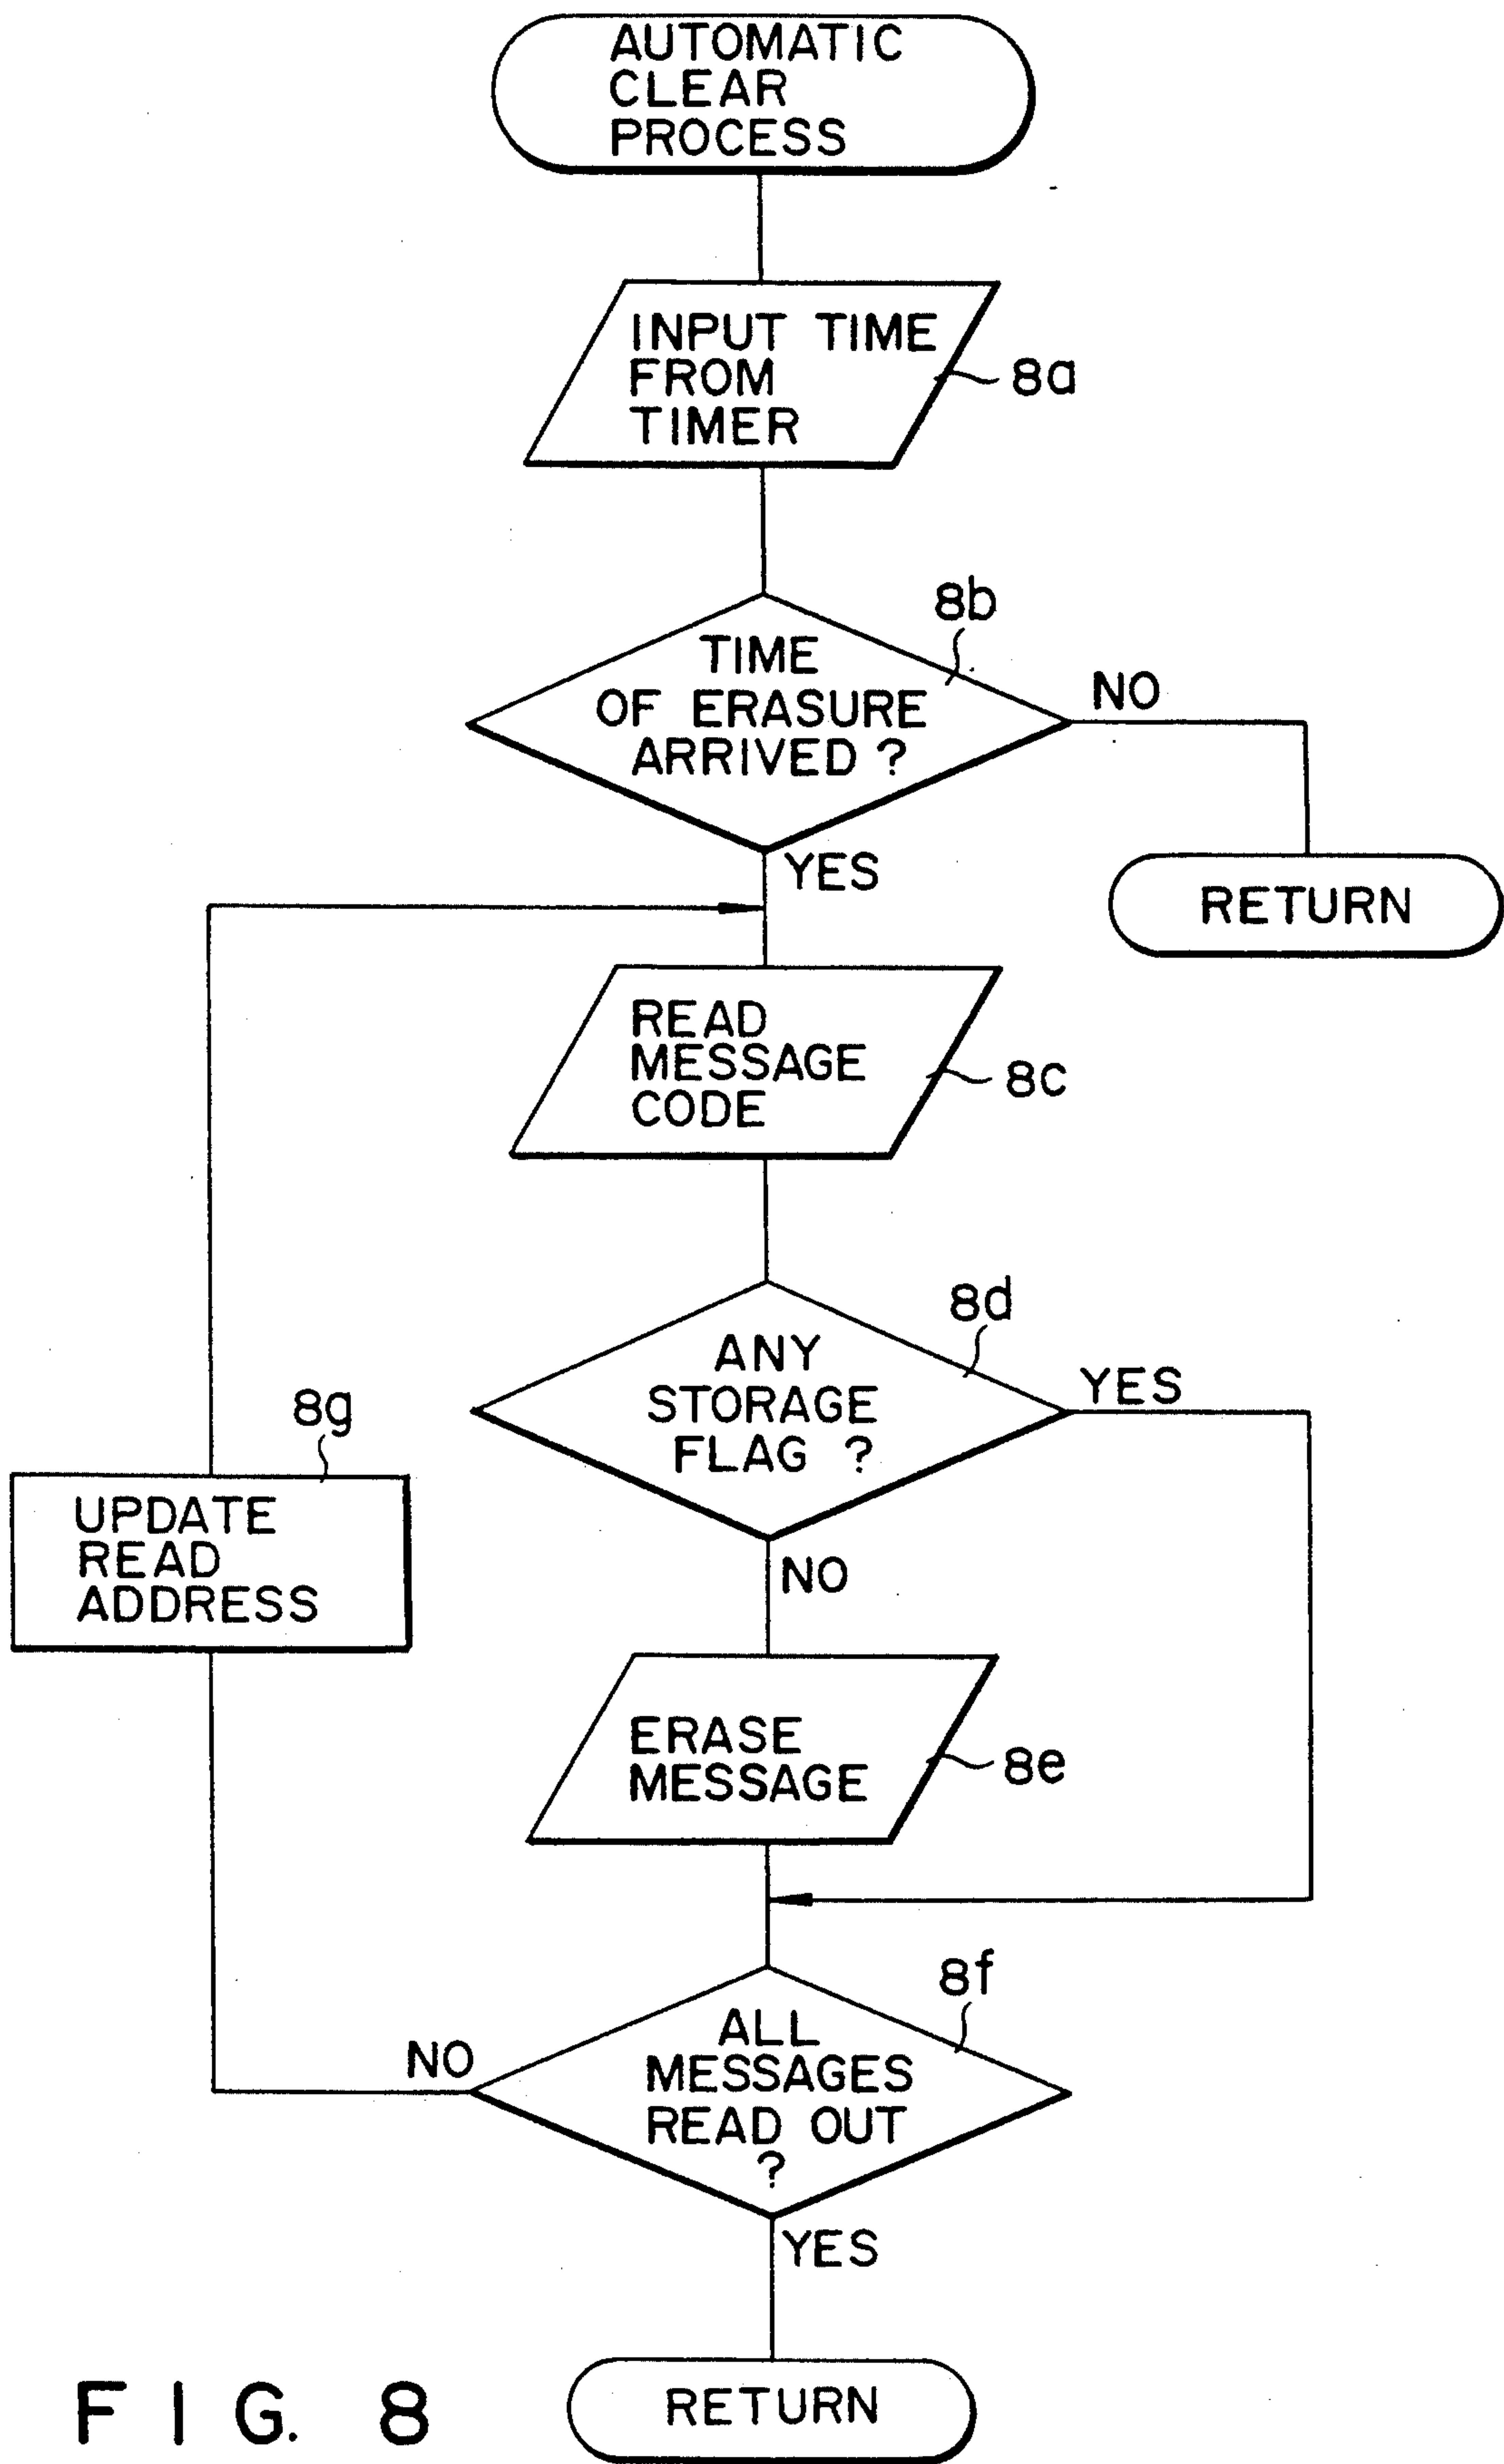 AUTOMATIC
CLEAR
PROCESS
INPUT TIME
FROM
TIMER
8a
8b
TIME
OF ERASURE
ARRIVED ?
NO
YES
RETURN
READ
MESSAGE
CODE
8c
8d
ANY
STORAGE
FLAG ?
YES
8g
UPDATE
READ
ADDRESS
NO
ERASE
MESSAGE
8e
8f
ALL
MESSAGES
READ OUT
?
NO
YES
RETURN
FIG. 8